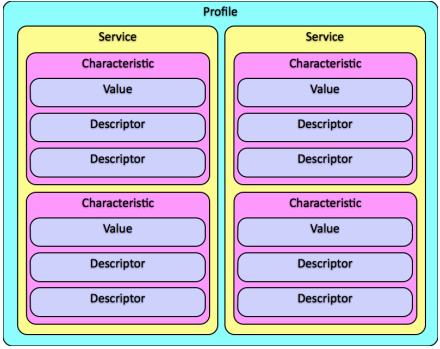 Profile
Service
Characteristic
Value
Descriptor
Descriptor
Characteristic
Value
Descriptor
Descriptor
Service
Characteristic
Value
Descriptor
Descriptor
Characteristic
Value
Descriptor
Descriptor